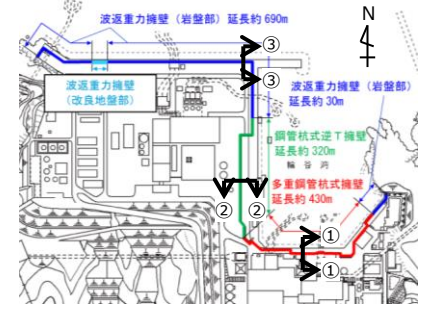 波返重力擁壁（岩盤部）延長約690m
N
③
③
波返重力擁壁
（改良地盤部）
波返重力擁壁（岩盤部）
延長約30m
鋼管杭式逆Ｔ擁壁
延長約320m
輪谷湾
多重鋼管杭式擁壁
延長約430m
②
②
①
①